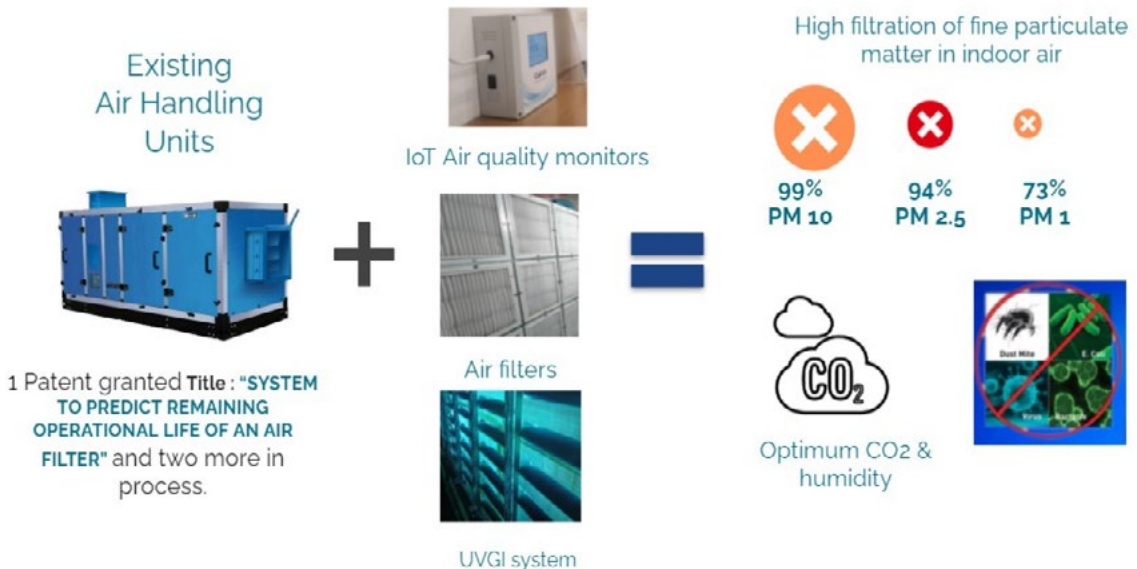 Existing
Air Handling
Units
1 Patent granted Title : "SYSTEM
TO PREDICT REMAINING
OPERATIONAL LIFE OF AN AIR
FILTER" and two more in
process.
IoT Air quality monitors
Air filters
UVGI system
High filtration of fine particulate
matter in indoor air
99%
PM 10
94%
PM 2.5
73%
PM 1
CO2
Optimum CO2 &
humidity
Dust Mite
E. Coli
Virus